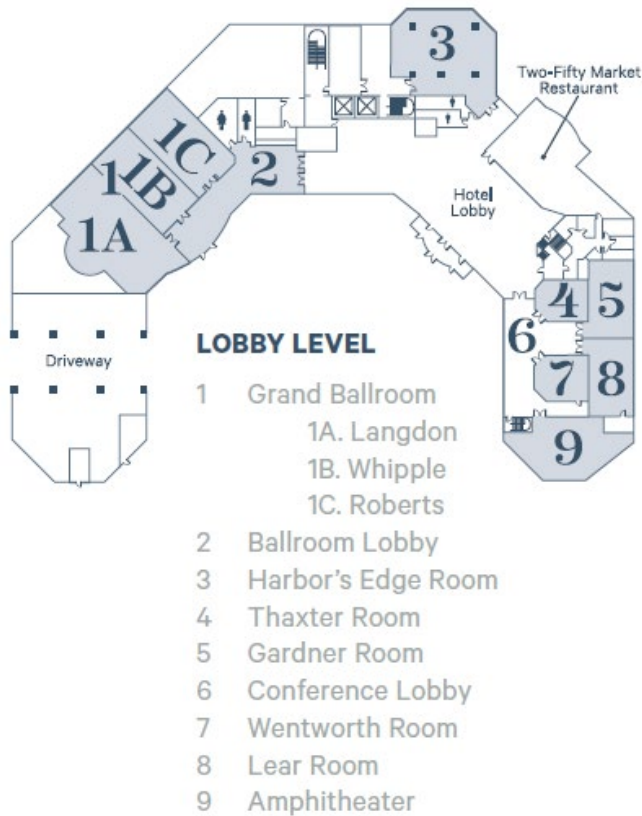 3
Two-Fifty Market
Restaurant
1C
2
1
1B
Hotel
Lobby
1A
4
5
6
Driveway
7
8
9
LOBBY LEVEL
1 Grand Ballroom
1A. Langdon
1B. Whipple
1C. Roberts
2 Ballroom Lobby
3 Harbor's Edge Room
4 Thaxter Room
5 Gardner Room
6 Conference Lobby
7 Wentworth Room
8 Lear Room
9 Amphitheater